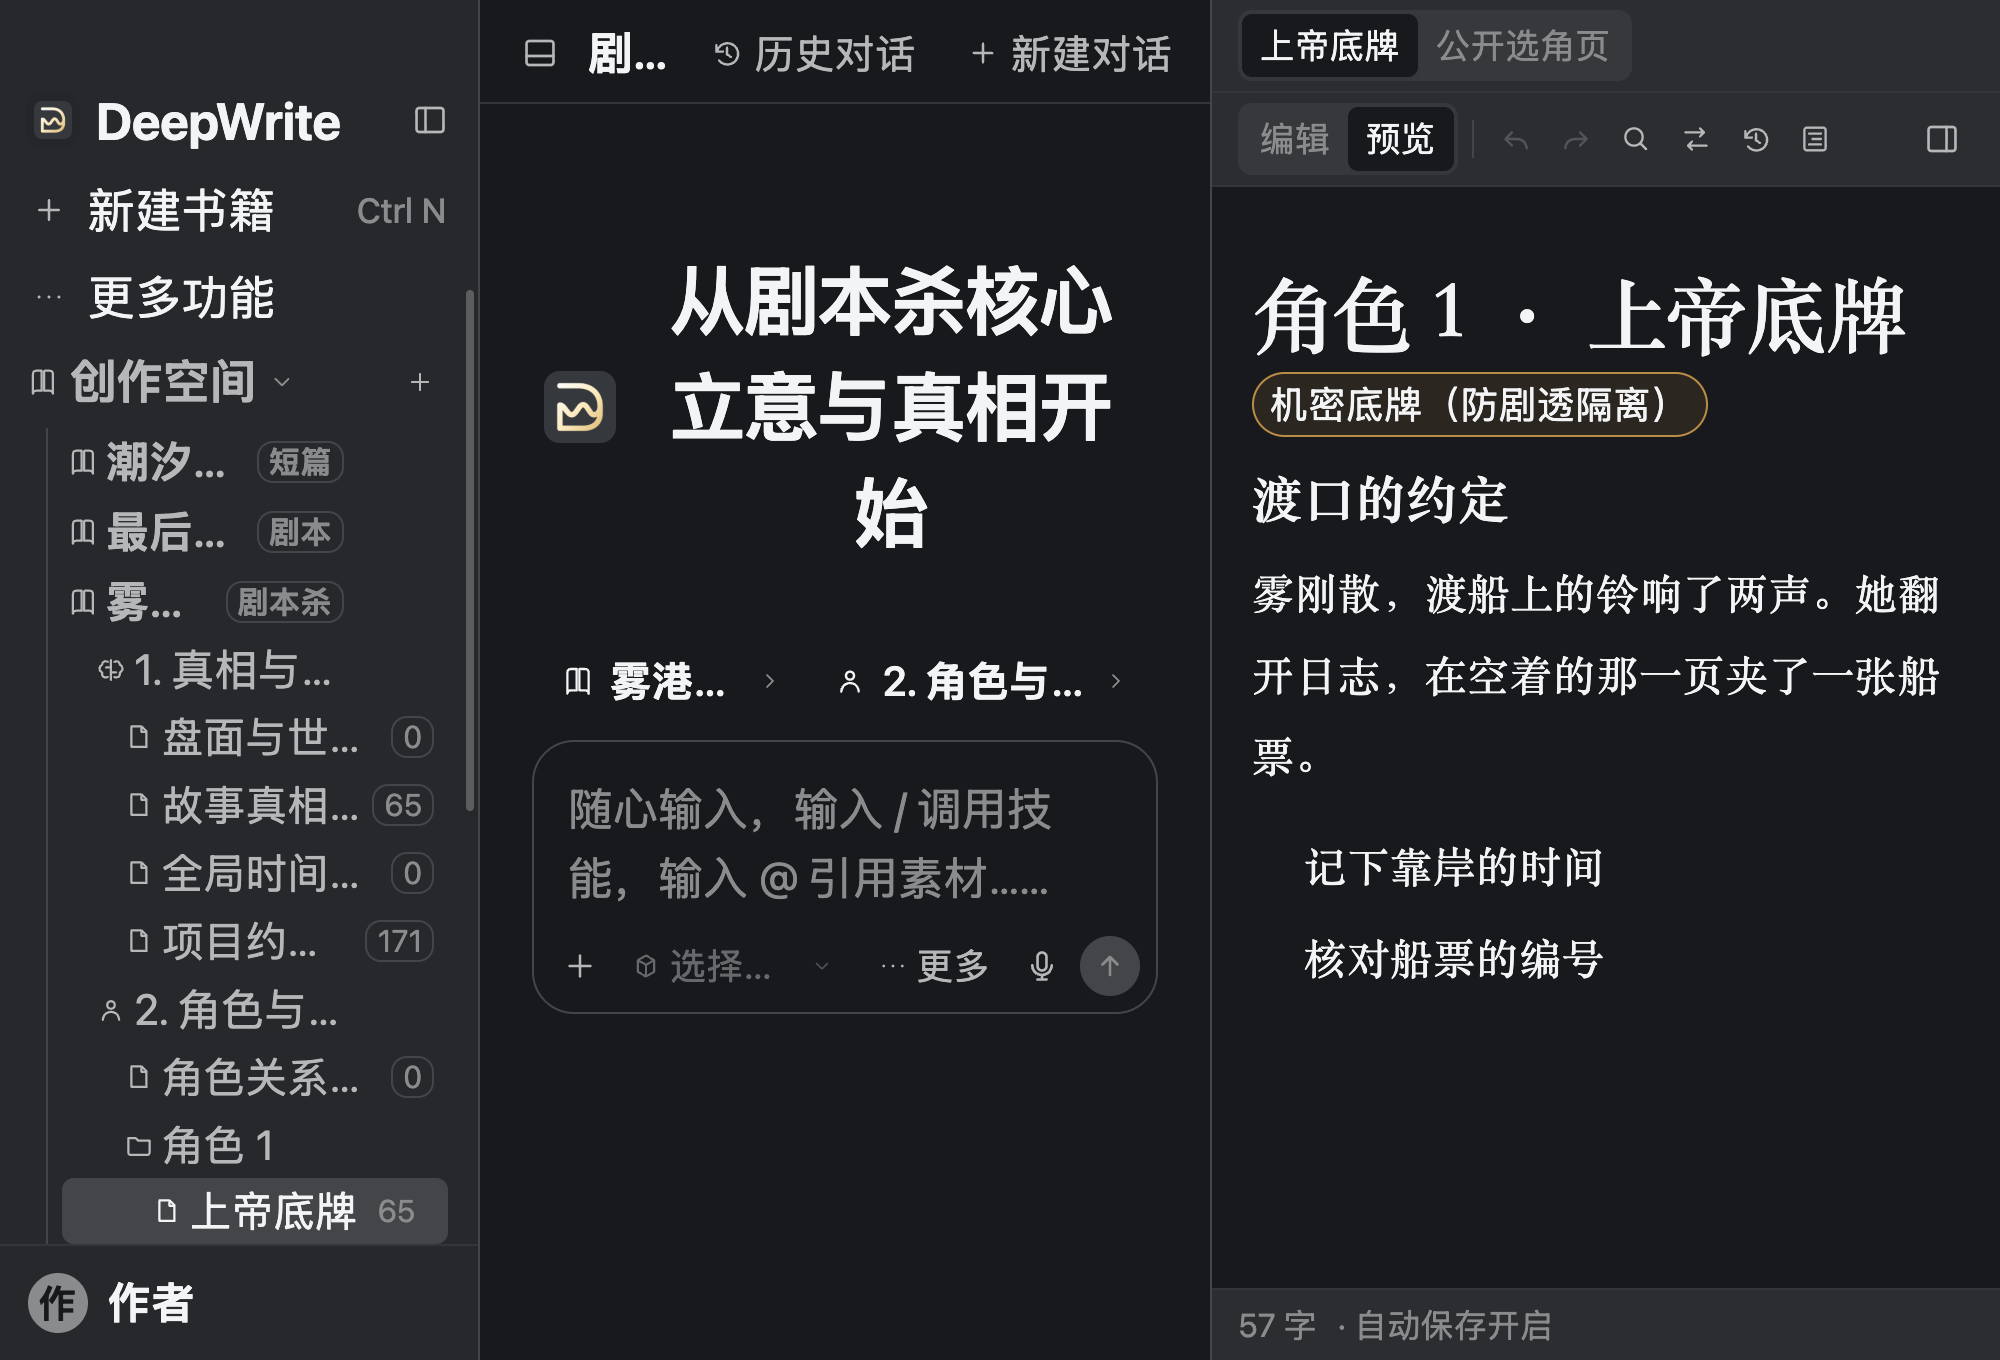 DeepWrite
新建书籍 Ctrl N
更多功能
创作空间
潮汐... 短篇
最后... 剧本
雾... 剧本杀
1. 真相与...
盘面与世... 0
故事真相... 65
全局时间... 0
项目约... 171
2. 角色与...
角色关系... 0
角色 1
上帝底牌 65
作 作者
剧... 历史对话 新建对话
从剧本杀核心
立意与真相开
始
雾港... 2. 角色与...
随心输入，输入 / 调用技
能，输入 @ 引用素材......
选择... 更多
上帝底牌 公开选角页
编辑 预览
角色 1 · 上帝底牌
机密底牌（防剧透隔离）
渡口的约定
雾刚散，渡船上的铃响了两声。她翻
开日志，在空着的那一页夹了一张船
票。
记下靠岸的时间
核对船票的编号
57 字 · 自动保存开启